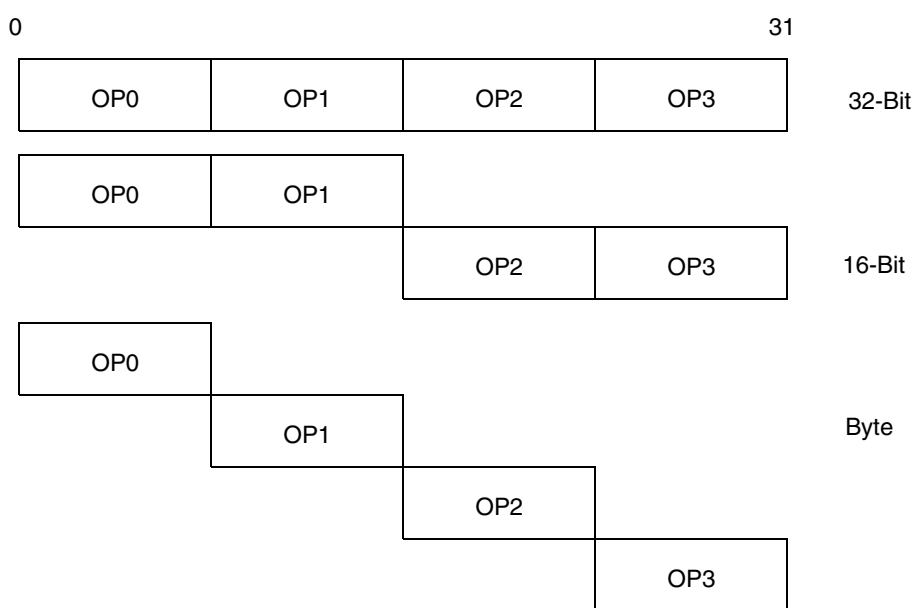 0 31
OP0 OP1 OP2 OP3 32-Bit
OP0 OP1
OP2 OP3 16-Bit
OP0
OP1 Byte
OP2
OP3